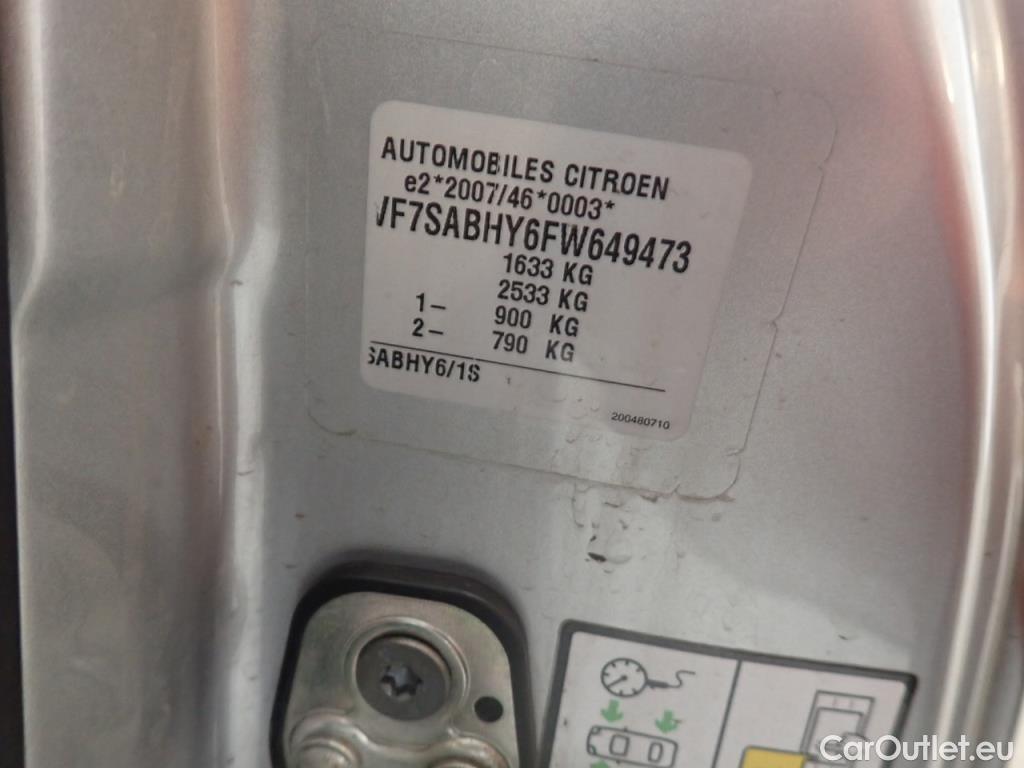 AUTOMOBILES CITROEN
e2*2007/46*0003*
VF7SABHY6FW649473
1633 KG
2533 KG
1- 900 KG
2- 790 KG
SABHY6/1S
200480710
CarOutlet.eu